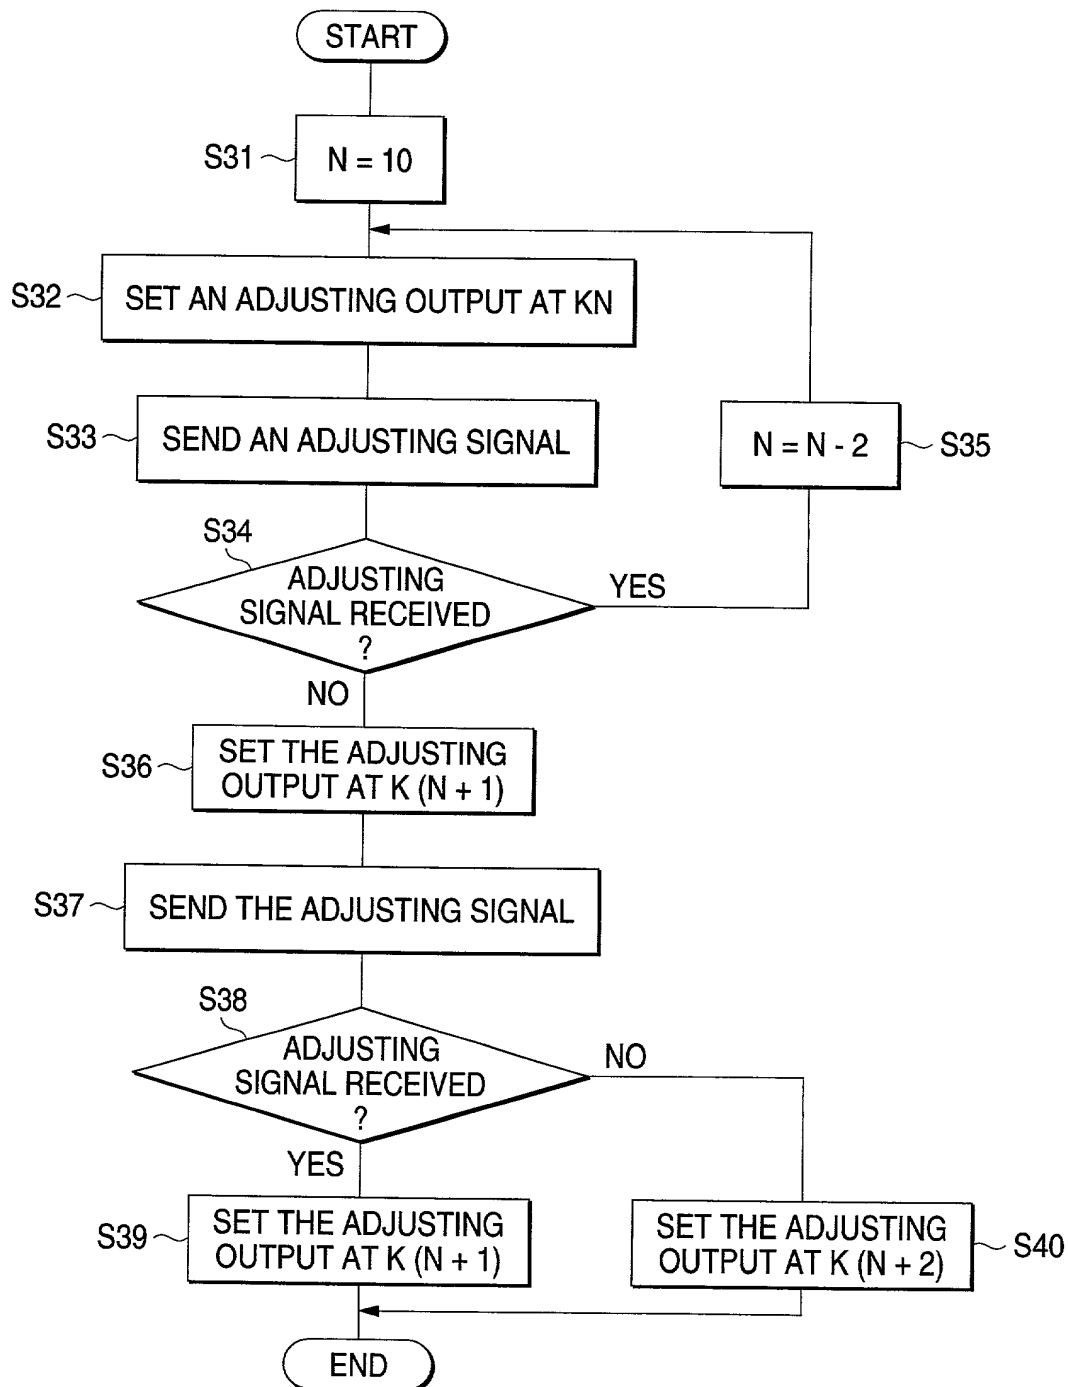 START
S31
N = 10
S32
SET AN ADJUSTING OUTPUT AT KN
S33
SEND AN ADJUSTING SIGNAL
N = N - 2
S35
S34
ADJUSTING
SIGNAL RECEIVED
?
YES
NO
S36
SET THE ADJUSTING
OUTPUT AT K (N + 1)
S37
SEND THE ADJUSTING SIGNAL
S38
ADJUSTING
SIGNAL RECEIVED
?
NO
YES
S39
SET THE ADJUSTING
OUTPUT AT K (N + 1)
SET THE ADJUSTING
OUTPUT AT K (N + 2)
S40
END